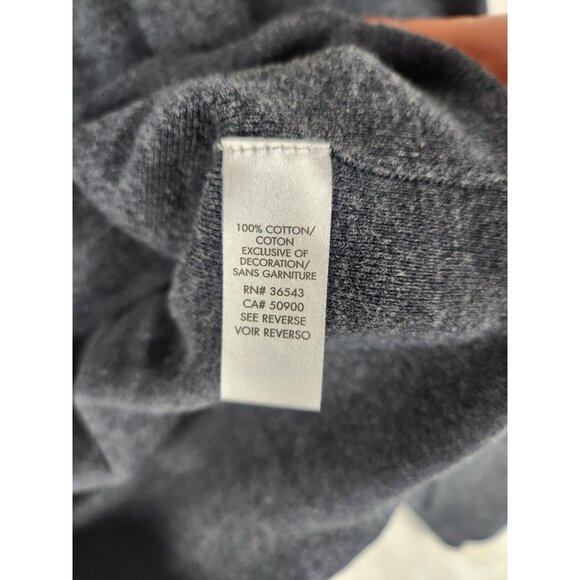 100% COTTON/
COTON
EXCLUSIVE OF
DECORATION/
SANS GARNITURE
RN# 36543
CA# 50900
SEE REVERSE
VOIR REVERSO